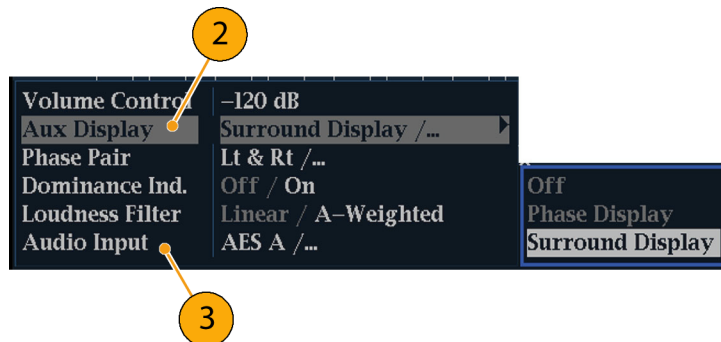 2
Volume Control –120 dB
Aux Display Surround Display /...
Phase Pair Lt & Rt /...
Dominance Ind. Off / On
Loudness Filter Linear / A–Weighted
Audio Input AES A /...
Off
Phase Display
Surround Display
3